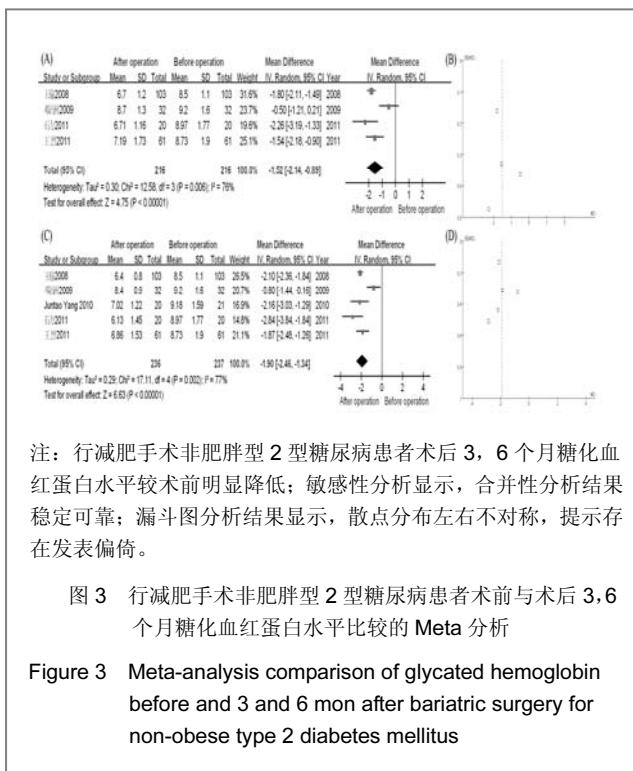 (A) (B)
After operation Before operation Mean Difference Mean Difference
Study or Subgroup Mean SD Total Mean SD Total Weight IV, Random, 95% CI Year IV, Random, 95% CI
2008 6.7 1.2 103 8.5 1.1 103 31.6% -1.80 [-2.11, -1.49] 2008
2009 8.7 1.3 32 9.2 1.6 32 23.7% -0.50 [-1.21, 0.21] 2009
2011 6.71 1.16 20 8.97 1.77 20 19.6% -2.26 [-3.19, -1.33] 2011
2011 7.19 1.73 61 8.73 1.9 61 25.1% -1.54 [-2.18, -0.90] 2011
Total (95% CI) 216 216 100.0% -1.52 [-2.14, -0.89]
Heterogeneity: Tau² = 0.30; Chi² = 12.58, df = 3 (P = 0.006); I² = 76%
Test for overall effect: Z = 4.75 (P < 0.00001)
-2 -1 0 1 2
After operation Before operation
(C) (D)
After operation Before operation Mean Difference Mean Difference
Study or Subgroup Mean SD Total Mean SD Total Weight IV, Random, 95% CI Year IV, Random, 95% CI
2008 6.4 0.8 103 8.5 1.1 103 26.5% -2.10 [-2.36, -1.84] 2008
2009 8.4 0.9 32 9.2 1.6 32 -0.80 [-1.44, -0.16] 2009
Juntao Yang 2010 7.02 1.22 20 9.18 1.59 21 -2.16 [-3.03, -1.29] 2010
2011 6.13 1.45 20 8.97 1.77 20 -2.84 [-3.84, -1.84] 2011
2011 6.86 1.53 61 8.73 1.9 61 21.1% -1.87 [-2.48, -1.26] 2011
Total (95% CI) 236 237 100.0% -1.90 [-2.46, -1.34]
Heterogeneity: Tau² = 0.29; Chi² = 17.11, df = 4 (P = 0.002); I² = 77%
Test for overall effect: Z = 6.63 (P < 0.00001)
-4 -2 0 2 4
After operation Before operation
注：行减肥手术非肥胖型 2 型糖尿病患者术后 3，6 个月糖化血
红蛋白水平较术前明显降低；敏感性分析显示，合并性分析结果
稳定可靠；漏斗图分析结果显示，散点分布左右不对称，提示存
在发表偏倚。
图 3 行减肥手术非肥胖型 2 型糖尿病患者术前与术后 3,6
个月糖化血红蛋白水平比较的 Meta 分析
Figure 3 Meta-analysis comparison of glycated hemoglobin
before and 3 and 6 mon after bariatric surgery for
non-obese type 2 diabetes mellitus